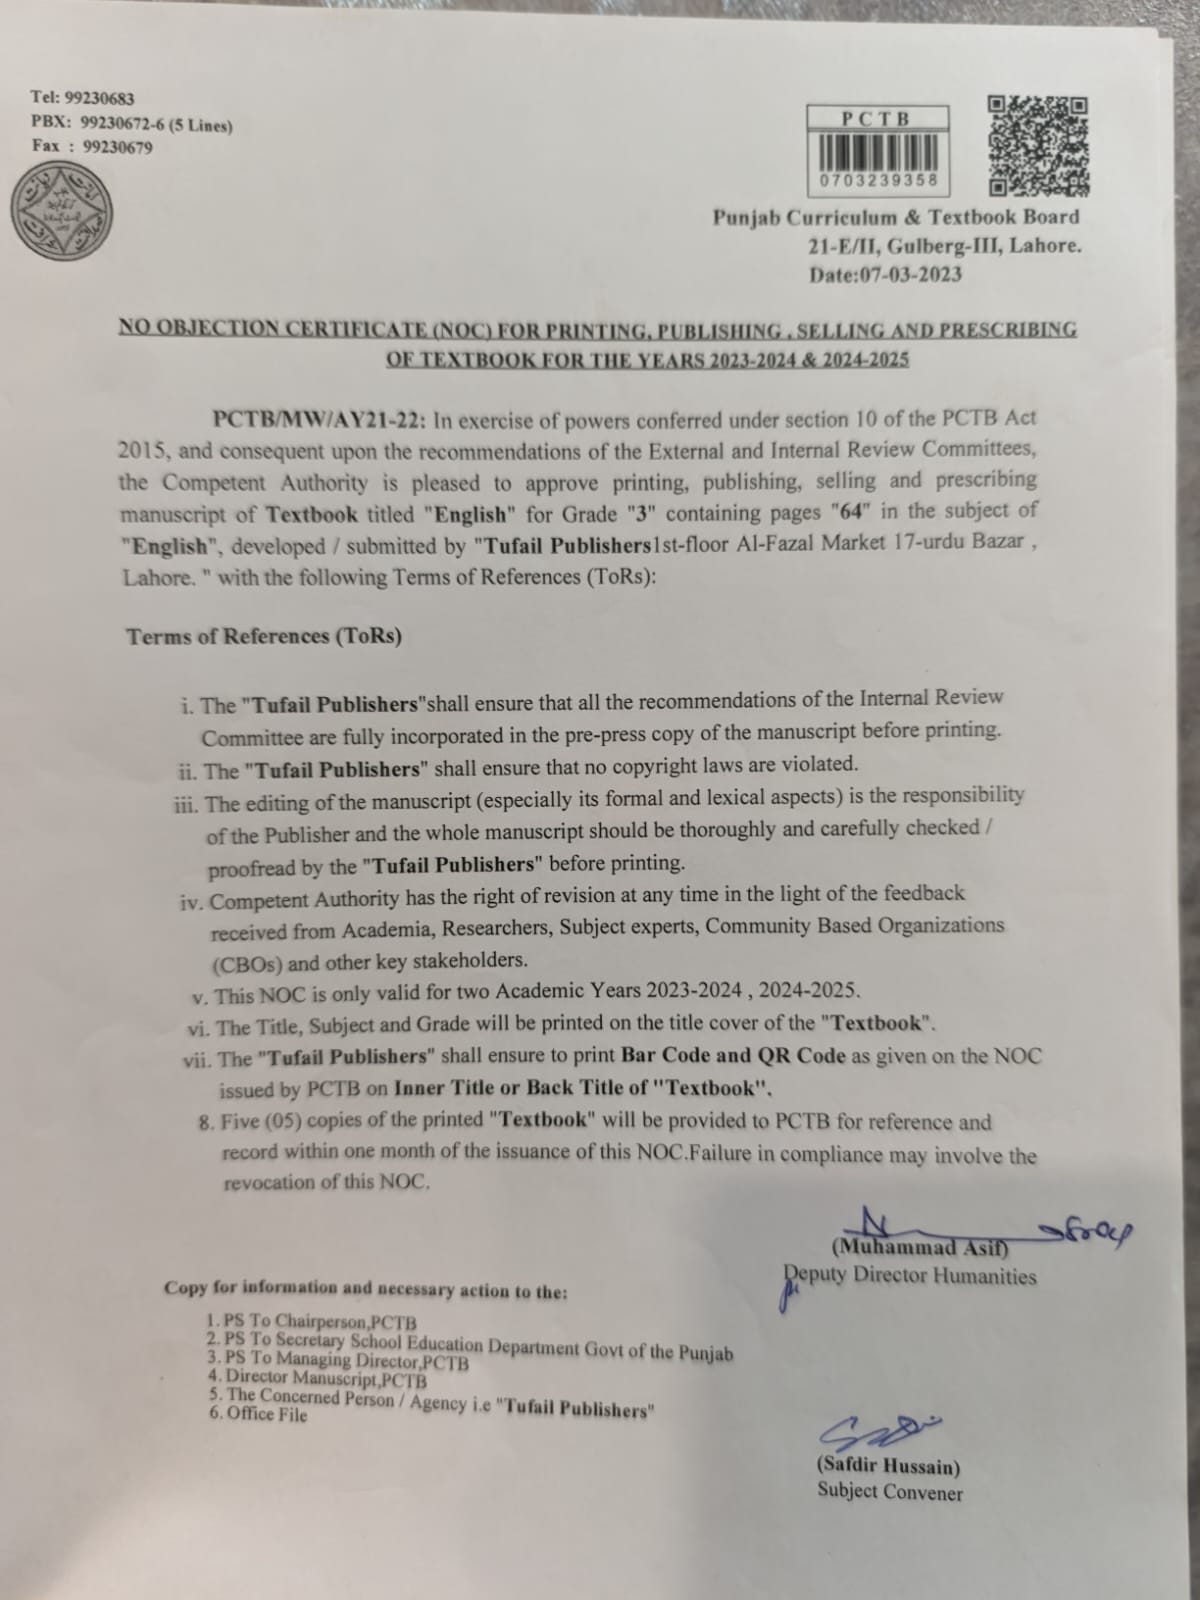 Tel: 99230683
PBX: 99230672-6 (5 Lines)
Fax : 99230679
PCTB
0703239358
Punjab Curriculum & Textbook Board
21-E/II, Gulberg-III, Lahore.
Date:07-03-2023
NO OBJECTION CERTIFICATE (NOC) FOR PRINTING, PUBLISHING , SELLING AND PRESCRIBING
OF TEXTBOOK FOR THE YEARS 2023-2024 & 2024-2025
PCTB/MW/AY21-22: In exercise of powers conferred under section 10 of the PCTB Act
2015, and consequent upon the recommendations of the External and Internal Review Committees,
the Competent Authority is pleased to approve printing, publishing, selling and prescribing
manuscript of Textbook titled "English" for Grade "3" containing pages "64" in the subject of
"English", developed / submitted by "Tufail Publishers1st-floor Al-Fazal Market 17-urdu Bazar ,
Lahore. " with the following Terms of References (ToRs):
Terms of References (ToRs)
i. The "Tufail Publishers"shall ensure that all the recommendations of the Internal Review
Committee are fully incorporated in the pre-press copy of the manuscript before printing.
ii. The "Tufail Publishers" shall ensure that no copyright laws are violated.
iii. The editing of the manuscript (especially its formal and lexical aspects) is the responsibility
of the Publisher and the whole manuscript should be thoroughly and carefully checked /
proofread by the "Tufail Publishers" before printing.
iv. Competent Authority has the right of revision at any time in the light of the feedback
received from Academia, Researchers, Subject experts, Community Based Organizations
(CBOs) and other key stakeholders.
v. This NOC is only valid for two Academic Years 2023-2024 , 2024-2025.
vi. The Title, Subject and Grade will be printed on the title cover of the "Textbook".
vii. The "Tufail Publishers" shall ensure to print Bar Code and QR Code as given on the NOC
issued by PCTB on Inner Title or Back Title of "Textbook".
8. Five (05) copies of the printed "Textbook" will be provided to PCTB for reference and
record within one month of the issuance of this NOC.Failure in compliance may involve the
revocation of this NOC.
(Muhammad Asif)
Deputy Director Humanities
Copy for information and necessary action to the:
1. PS To Chairperson,PCTB
2. PS To Secretary School Education Department Govt of the Punjab
3. PS To Managing Director,PCTB
4. Director Manuscript,PCTB
5. The Concerned Person / Agency i.e "Tufail Publishers"
6. Office File
(Safdir Hussain)
Subject Convener